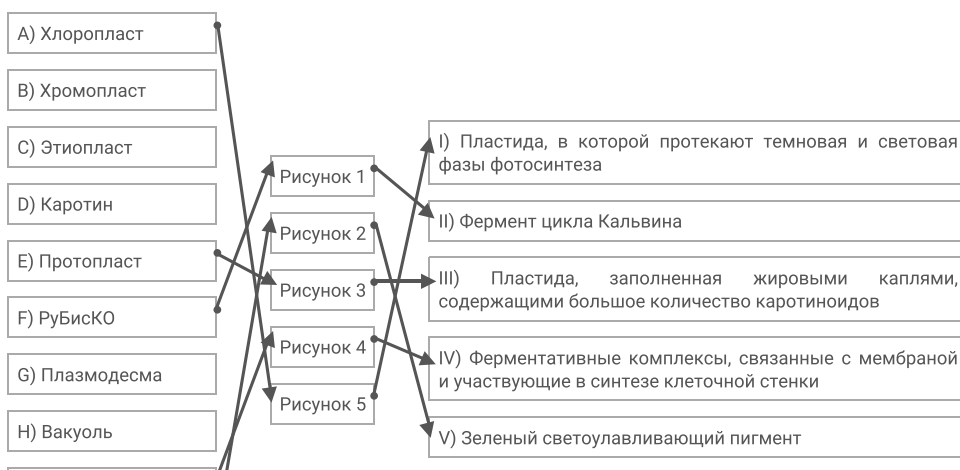 A) Хлоропласт
B) Хромопласт
C) Этиопласт
D) Каротин
E) Протопласт
F) РуБисКО
G) Плазмодесма
H) Вакуоль
Рисунок 1
Рисунок 2
Рисунок 3
Рисунок 4
Рисунок 5
I) Пластида, в которой протекают темновая и световая
фазы фотосинтеза
II) Фермент цикла Кальвина
III) Пластида, заполненная жировыми каплями,
содержащими большое количество каротиноидов
IV) Ферментативные комплексы, связанные с мембраной
и участвующие в синтезе клеточной стенки
V) Зеленый светоулавливающий пигмент